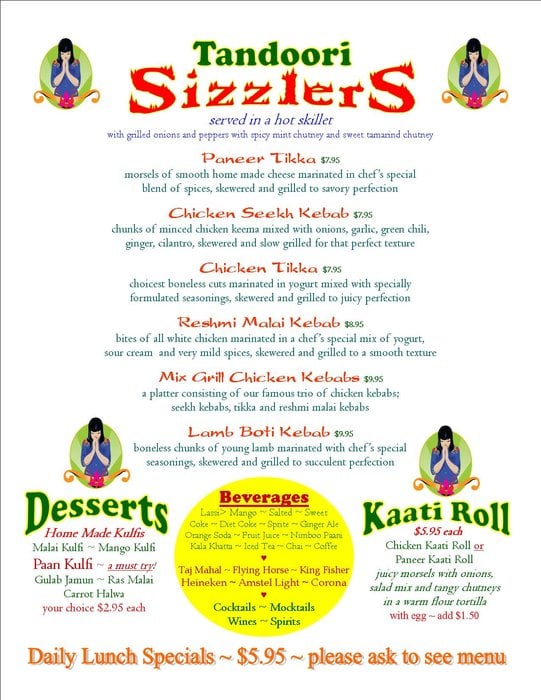 Tandoori
SizzlerS
served in a hot skillet
with grilled onions and peppers with spicy mint chutney and sweet tamarind chutney
Paneer Tikka $7.95
morsels of smooth home made cheese marinated in chef's special
blend of spices, skewered and grilled to savory perfection
Chicken Seekh Kebab $7.95
chunks of minced chicken keema mixed with onions, garlic, green chili,
ginger, cilantro, skewered and slow grilled for that perfect texture
Chicken Tikka $7.95
choicest boneless cuts marinated in yogurt mixed with specially
formulated seasonings, skewered and grilled to juicy perfection
Reshmi Malai Kebab $8.95
bites of all white chicken marinated in a chef's special mix of yogurt,
sour cream and very mild spices, skewered and grilled to a smooth texture
Mix Grill Chicken Kebabs $9.95
a platter consisting of our famous trio of chicken kebabs;
seekh kebabs, tikka and reshmi malai kebabs
Lamb Boti Kebab $9.95
boneless chunks of young lamb marinated with chef's special
seasonings, skewered and grilled to succulent perfection
Desserts
Home Made Kulfis
Malai Kulfi ~ Mango Kulfi
Paan Kulfi ~ a must try!
Gulab Jamun ~ Ras Malai
Carrot Halwa
your choice $2.95 each
Beverages
Lassi> Mango ~ Salted ~ Sweet
Coke ~ Diet Coke ~ Sprite ~ Ginger Ale
Orange Soda ~ Fruit Juice ~ Nimboo Paani
Kala Khatta ~ Iced Tea ~ Chai ~ Coffee
♥
Taj Mahal ~ Flying Horse ~ King Fisher
Heineken ~ Amstel Light ~ Corona
♥
Cocktails ~ Mocktails
Wines ~ Spirits
Kaati Roll
$5.95 each
Chicken Kaati Roll or
Paneer Kaati Roll
juicy morsels with onions,
salad mix and tangy chutneys
in a warm flour tortilla
with egg ~ add $1.50
Daily Lunch Specials ~ $5.95 ~ please ask to see menu